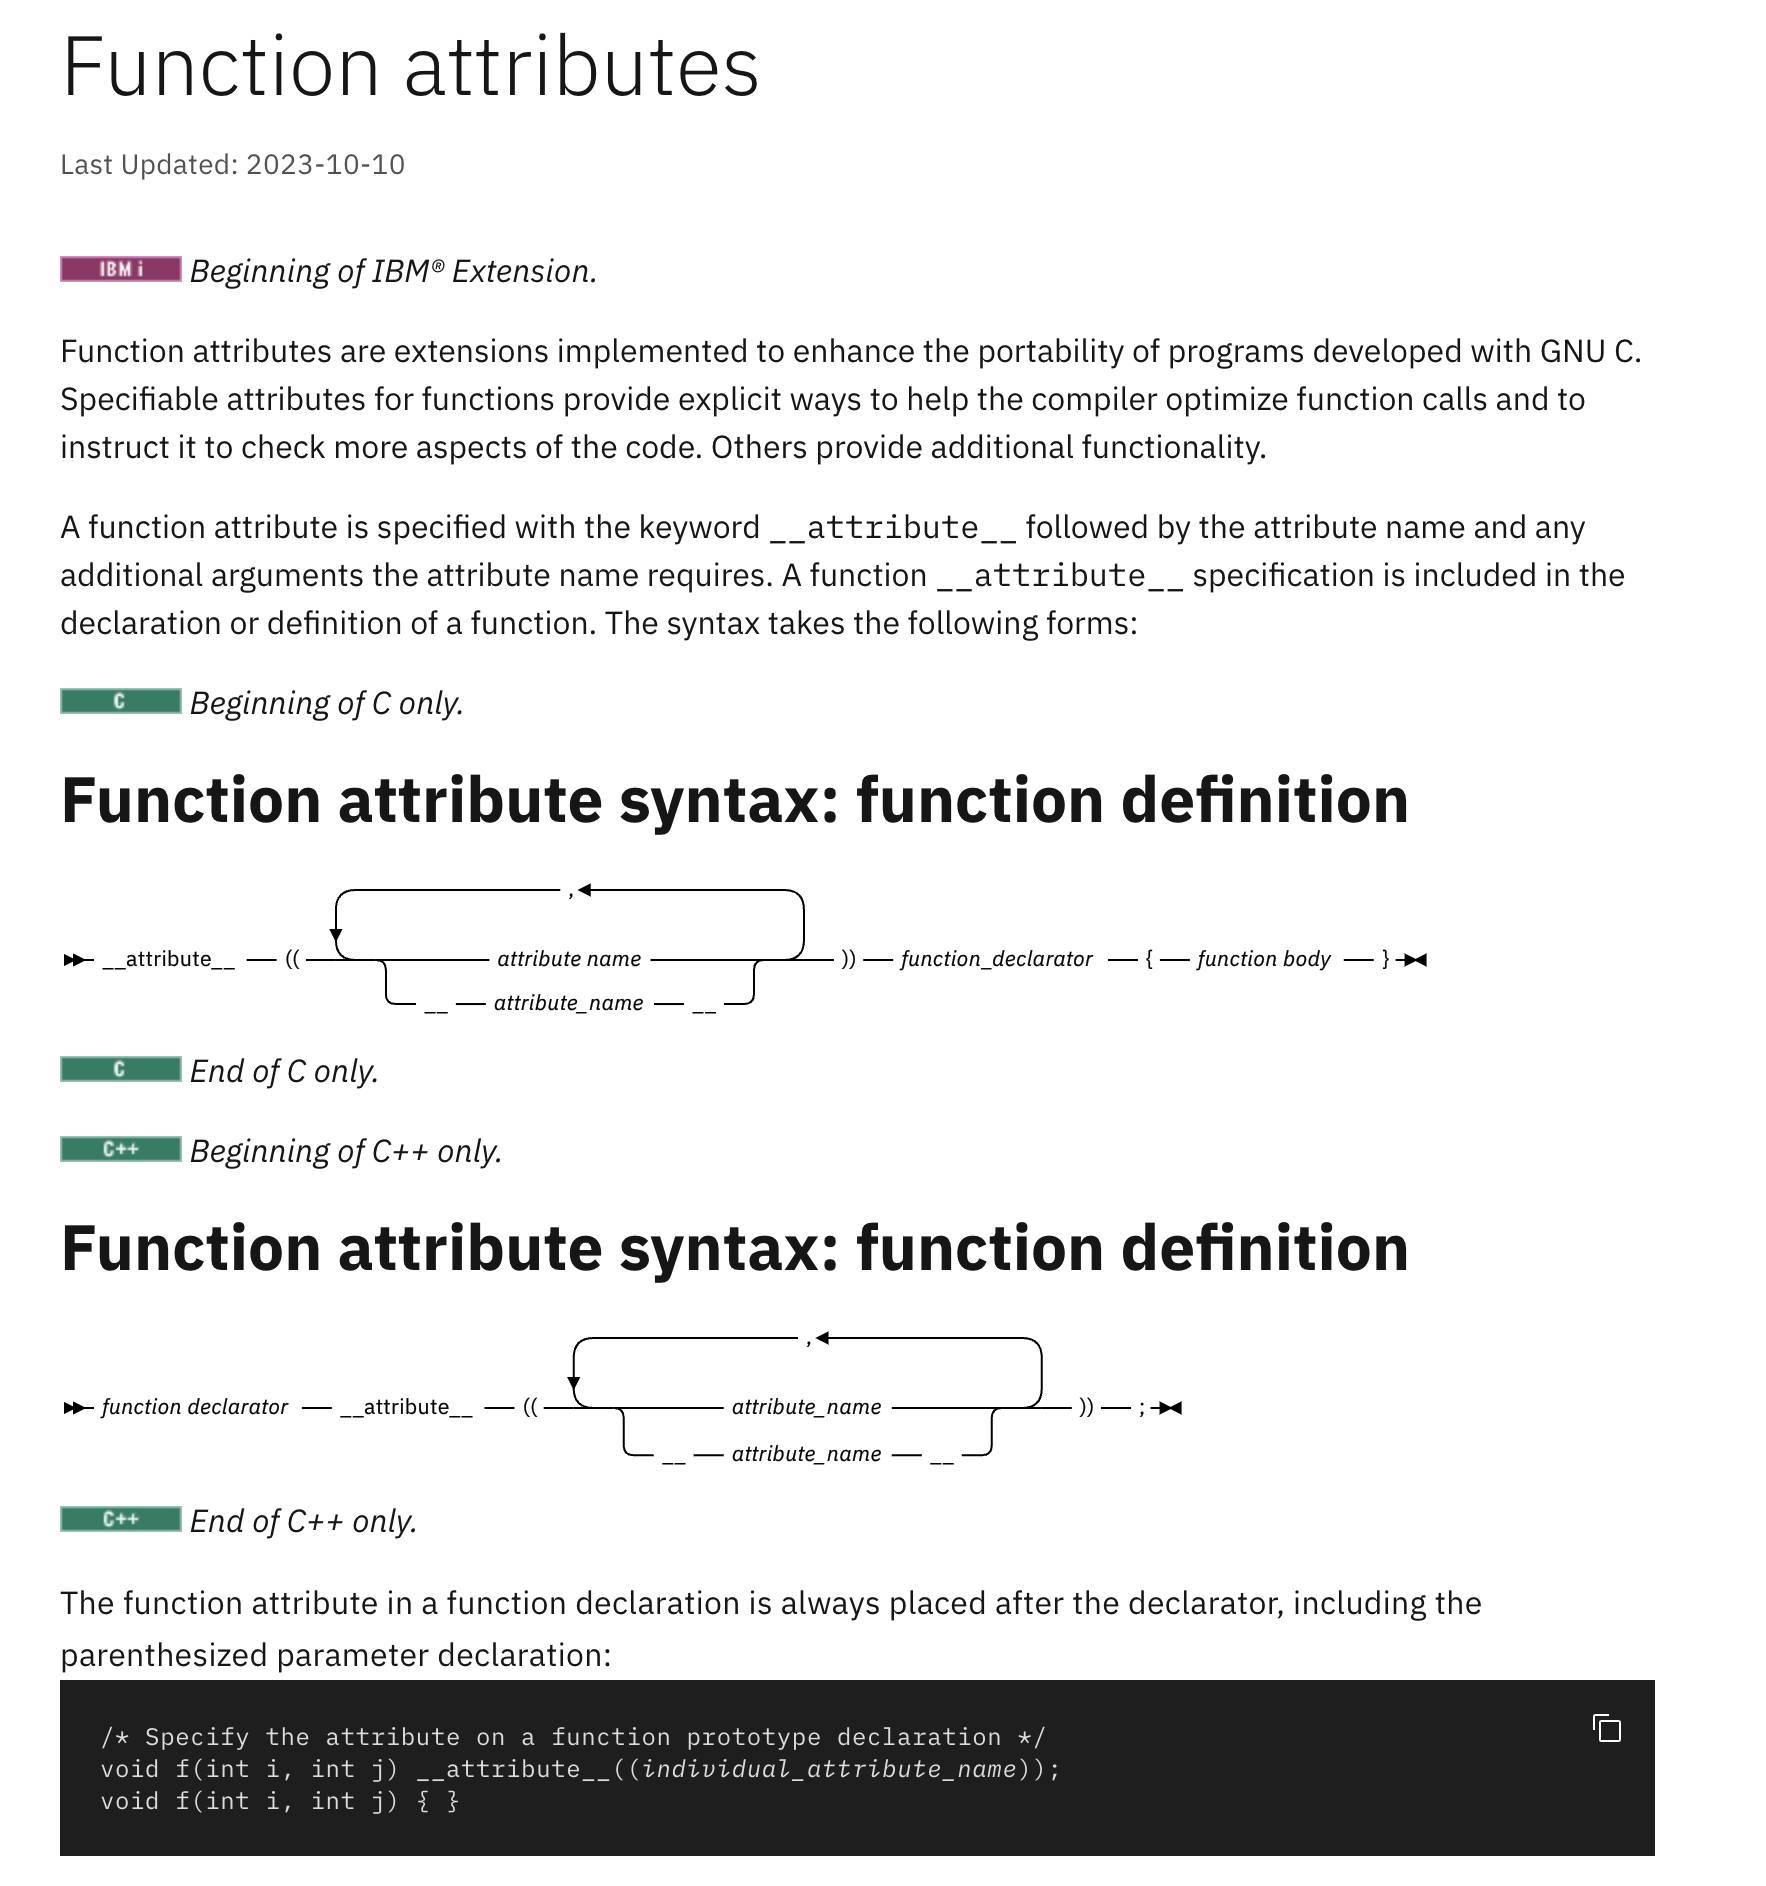 Function attributes
Last Updated: 2023-10-10
IBM i Beginning of IBM® Extension.
Function attributes are extensions implemented to enhance the portability of programs developed with GNU C.
Specifiable attributes for functions provide explicit ways to help the compiler optimize function calls and to
instruct it to check more aspects of the code. Others provide additional functionality.
A function attribute is specified with the keyword __attribute__ followed by the attribute name and any
additional arguments the attribute name requires. A function __attribute__ specification is included in the
declaration or definition of a function. The syntax takes the following forms:
C Beginning of C only.
Function attribute syntax: function definition
,
__attribute__ (( attribute name )) function_declarator { function body }
__ attribute_name __
C End of C only.
C++ Beginning of C++ only.
Function attribute syntax: function definition
,
function declarator __attribute__ (( attribute_name )) ;
__ attribute_name __
C++ End of C++ only.
The function attribute in a function declaration is always placed after the declarator, including the
parenthesized parameter declaration:
/* Specify the attribute on a function prototype declaration */
void f(int i, int j) __attribute__((individual_attribute_name));
void f(int i, int j) { }